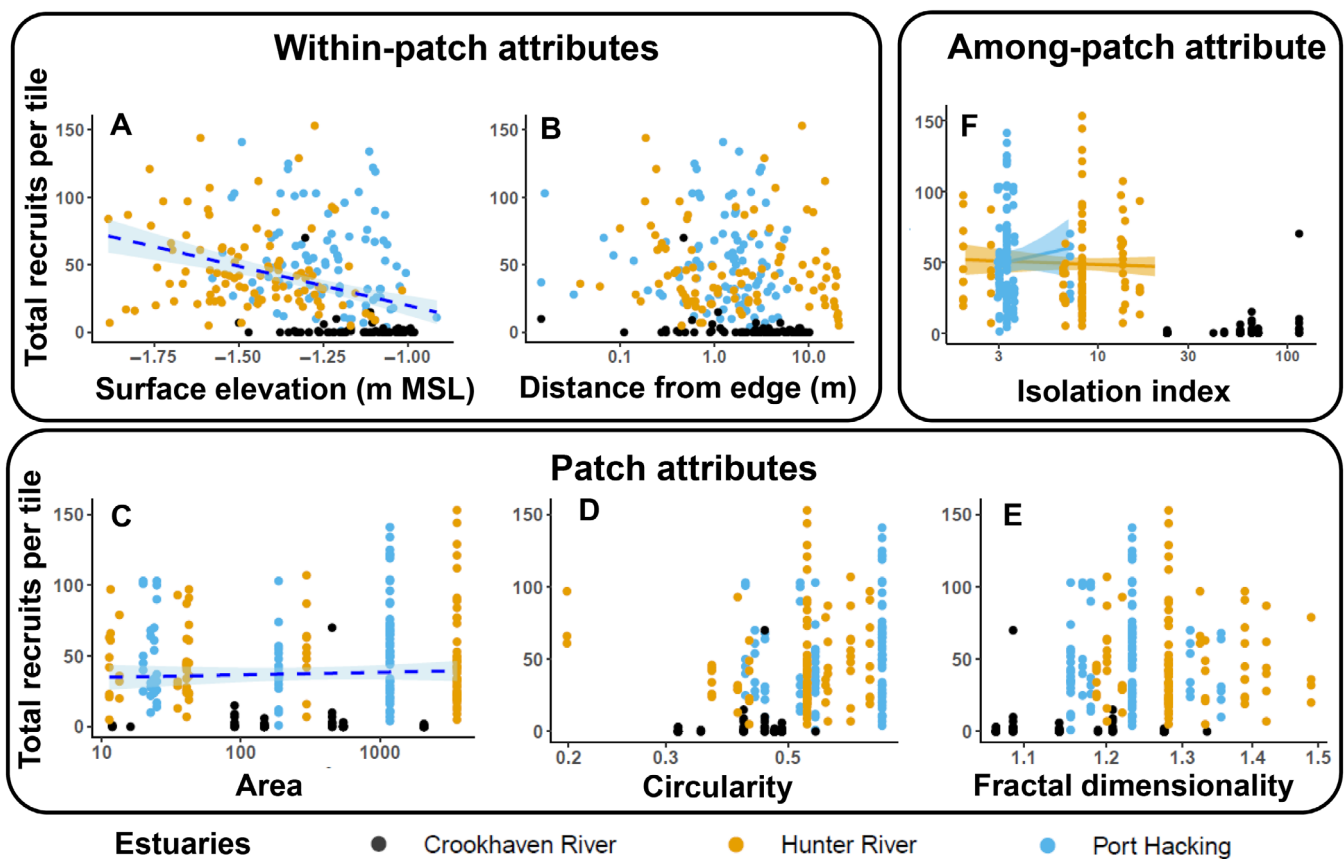 Within-patch attributes
Total recruits per tile
A
150
100
50
0
−1.75 −1.50 −1.25 −1.00
Surface elevation (m MSL)
B
150
100
50
0
0.1 1.0 10.0
Distance from edge (m)
Among-patch attribute
F
150
100
50
0
3 10 30 100
Isolation index
Patch attributes
Total recruits per tile
C
150
100
50
0
10 100 1000
Area
D
150
100
50
0
0.2 0.3 0.5
Circularity
E
150
100
50
0
1.1 1.2 1.3 1.4 1.5
Fractal dimensionality
Estuaries Crookhaven River Hunter River Port Hacking